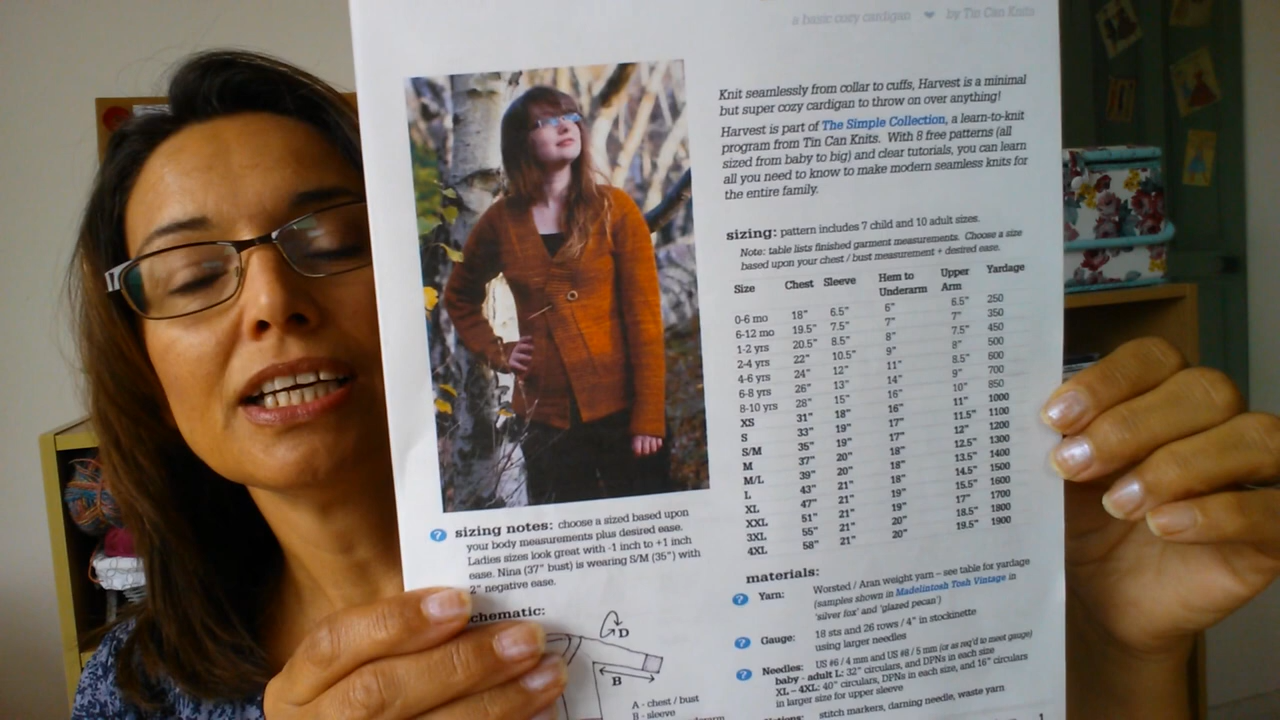 a basic cozy cardigan ♥ by Tin Can Knits
Knit seamlessly from collar to cuffs, Harvest is a minimal
but super cozy cardigan to throw on over anything!
Harvest is part of The Simple Collection, a learn-to-knit
program from Tin Can Knits. With 8 free patterns (all
sized from baby to big) and clear tutorials, you can learn
all you need to know to make modern seamless knits for
the entire family.
sizing: pattern includes 7 child and 10 adult sizes.
Note: table lists finished garment measurements. Choose a size
based upon your chest / bust measurement + desired ease.
Size Chest Sleeve Hem to Underarm Upper Arm Yardage
0-6 mo 18" 6.5" 6" 6.5" 250
6-12 mo 19.5" 7.5" 7" 7" 350
1-2 yrs 20.5" 8.5" 8" 7.5" 450
2-4 yrs 22" 10.5" 9" 8" 500
4-6 yrs 24" 12" 11" 8.5" 600
6-8 yrs 26" 13" 14" 9" 700
8-10 yrs 28" 15" 16" 10" 850
XS 31" 18" 16" 11" 1000
S 33" 19" 17" 11.5" 1100
S/M 35" 19" 17" 12" 1200
M 37" 20" 18" 12.5" 1300
M/L 39" 20" 18" 13.5" 1400
L 43" 21" 18" 14.5" 1500
XL 47" 21" 19" 15.5" 1600
XXL 51" 21" 19" 17" 1700
3XL 55" 21" 20" 18.5" 1800
4XL 58" 21" 20" 19.5" 1900
? sizing notes: choose a sized based upon
your body measurements plus desired ease.
Ladies sizes look great with -1 inch to +1 inch
ease. Nina (37" bust) is wearing S/M (35") with
2" negative ease.
chematic:
D
B
A - chest / bust
B - sleeve
materials:
? Yarn: Worsted / Aran weight yarn – see table for yardage
(samples shown in Madelintosh Tosh Vintage in
'silver fox' and 'glazed pecan')
? Gauge: 18 sts and 26 rows / 4" in stockinette
using larger needles
? Needles: US #6 / 4 mm and US #8 / 5 mm (or as req'd to meet gauge)
baby - adult L: 32" circulars, and DPNs in each size
XL – 4XL: 40" circulars, DPNs in each size, and 16" circulars
in larger size for upper sleeve
stitch markers, darning needle, waste yarn
1